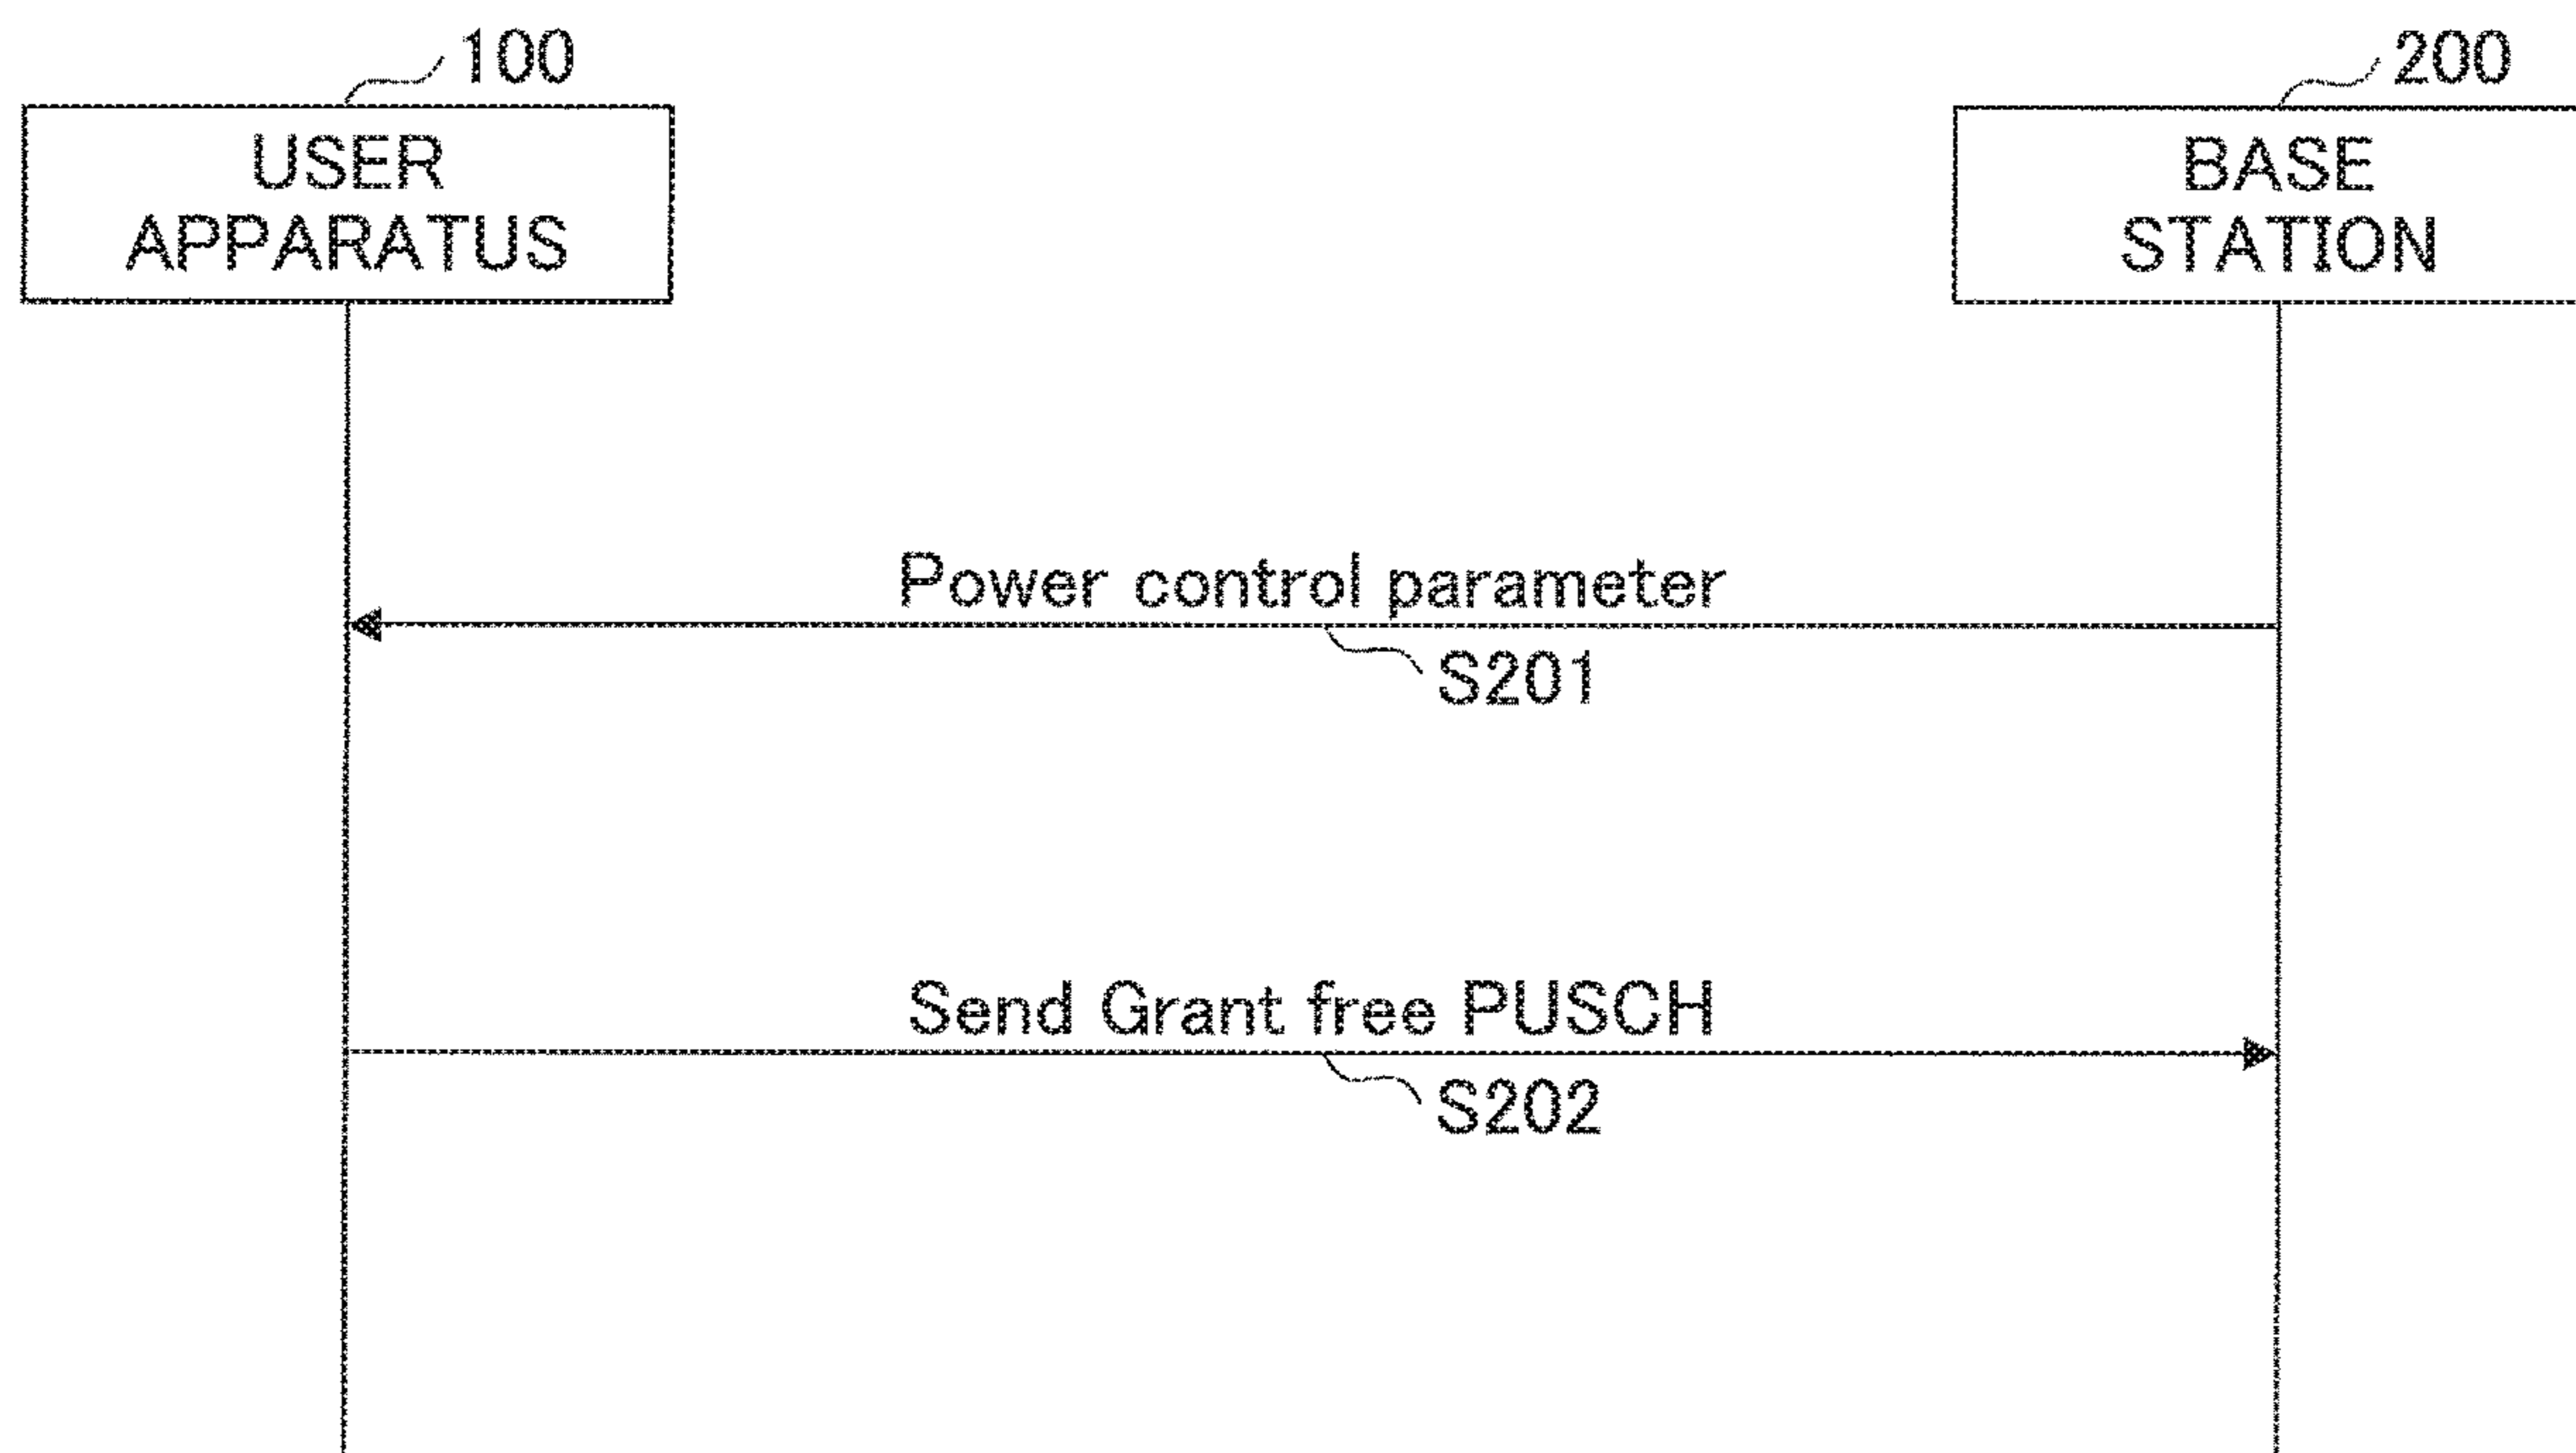 100
200
USER
APPARATUS
BASE
STATION
Power control parameter
S201
Send Grant free PUSCH
S202